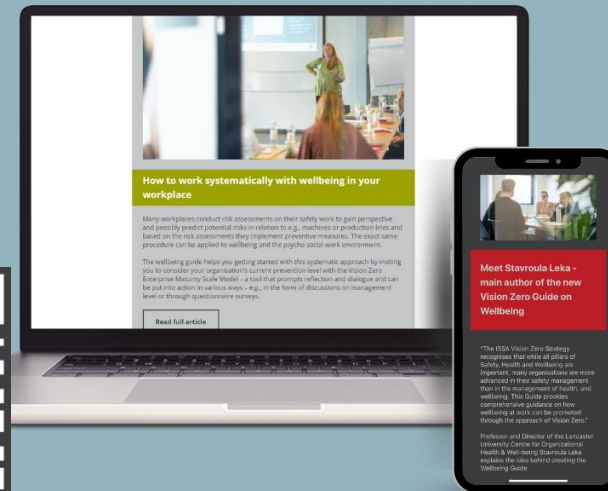 How to work systematically with wellbeing in your
workplace
Many workplaces conduct risk assessments on their safety work to gain perspective
and possibly predict potential risks in relation to e.g., machines or production lines and
based on the risk assessments they implement preventive measures. The exact same
procedure can be applied to wellbeing and the psycho-social work environment.
The wellbeing guide helps you getting started with this systematic approach by inviting
you to consider your organisation's current prevention level with the Vision Zero
Enterprise Maturity Scale Model – a tool that prompts reflection and dialogue and can
be put into action in various ways – e.g., in the form of discussions on management
level or through questionnaire surveys.
Read full article
Meet Stavroula Leka -
main author of the new
Vision Zero Guide on
Wellbeing
"The ISSA Vision Zero Strategy
recognises that while all pillars of
Safety, Health and Wellbeing are
important, many organisations are more
advanced in their safety management
than in the management of health, and
wellbeing. This Guide provides
comprehensive guidance on how
wellbeing at work can be promoted
through the approach of Vision Zero."
Professor and Director of the Lancaster
University Centre for Organizational
Health & Well-being Stavroula Leka
explains the idea behind creating the
Wellbeing Guide.